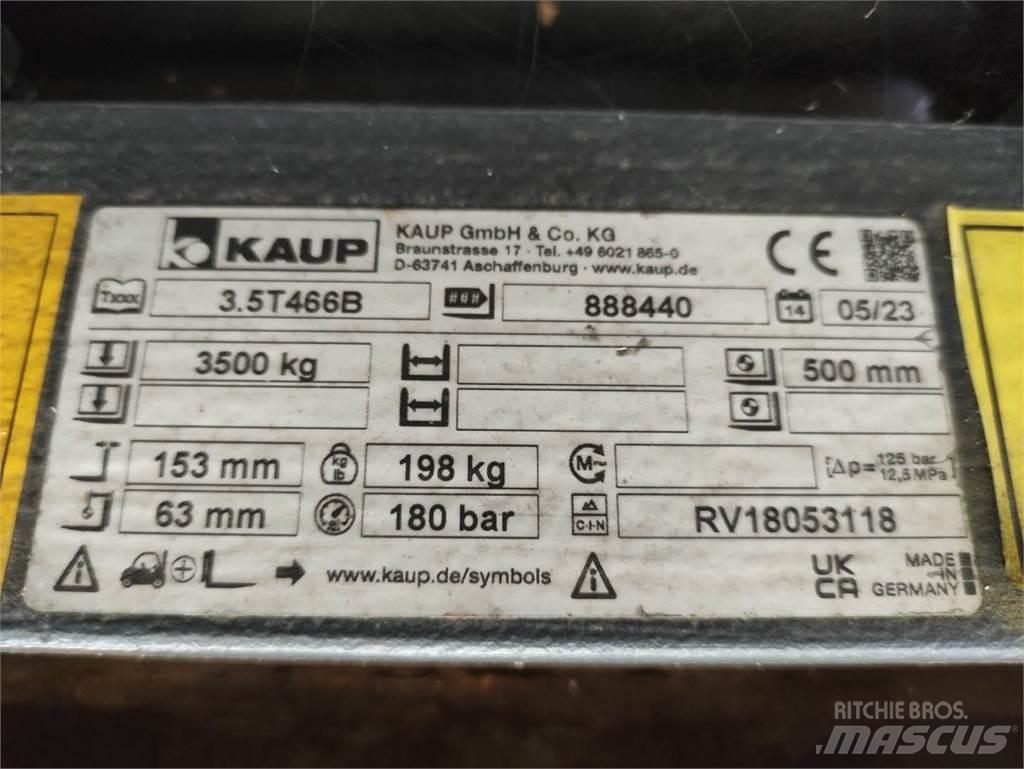 KAUP
KAUP GmbH & Co. KG
Braunstrasse 17 · Tel. +49 6021 865-0
D-63741 Aschaffenburg · www.kaup.de
CE
Txxx 3.5T466B ### 888440 14 05/23
3500 kg 500 mm
153 mm kg lb 198 kg M~ [Δp= 125 bar 12,5 MPa]
63 mm 180 bar C-I-N RV18053118
www.kaup.de/symbols
UK CA
MADE IN GERMANY
RITCHIE BROS.
MASCUS